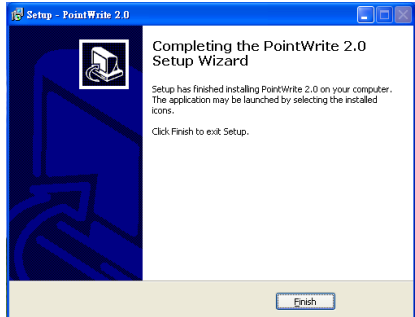 Setup - PointWrite 2.0
Completing the PointWrite 2.0
Setup Wizard
Setup has finished installing PointWrite 2.0 on your computer.
The application may be launched by selecting the installed
icons.
Click Finish to exit Setup.
Finish